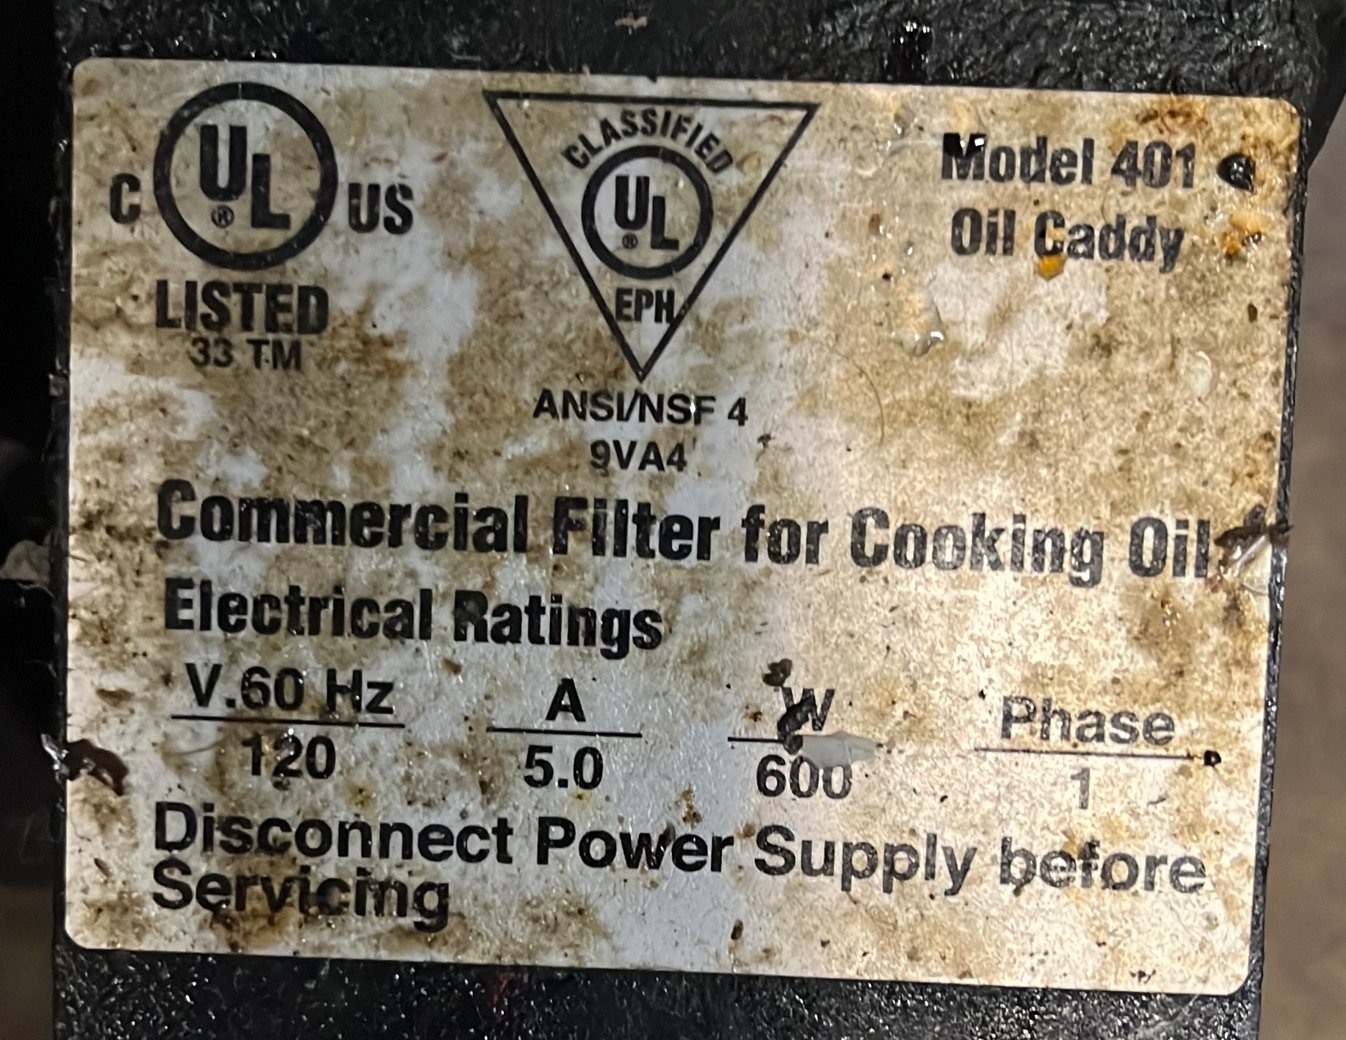 C UL® US
LISTED
33 TM
CLASSIFIED
UL®
EPH
ANSI/NSF 4
9VA4
Model 401
Oil Caddy
Commercial Filter for Cooking Oil
Electrical Ratings
V.60 Hz A W Phase
120 5.0 600 1
Disconnect Power Supply before
Servicing